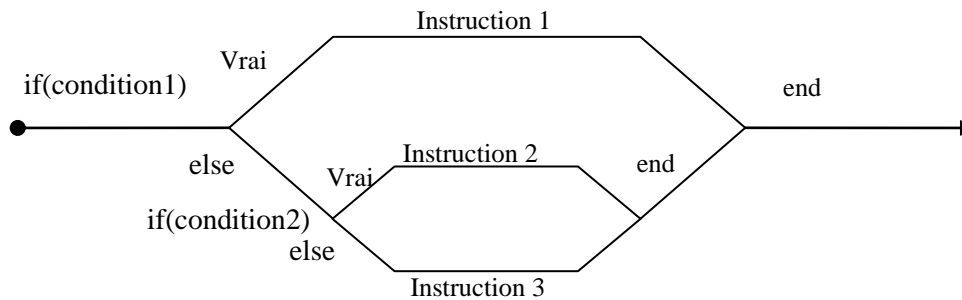 Instruction 1
Vrai
if(condition1)
end
else
Instruction 2
Vrai
end
if(condition2)
else
Instruction 3